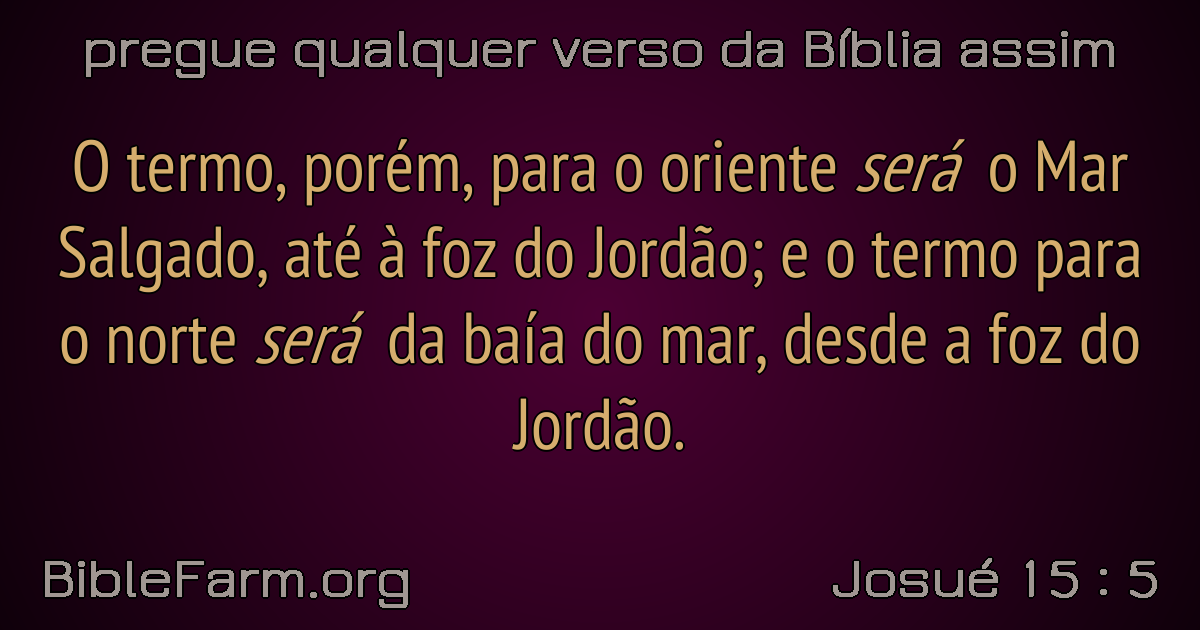 pregue qualquer verso da Bíblia assim
O termo, porém, para o oriente será o Mar
Salgado, até à foz do Jordão; e o termo para
o norte será da baía do mar, desde a foz do
Jordão.
BibleFarm.org
Josué 15 : 5